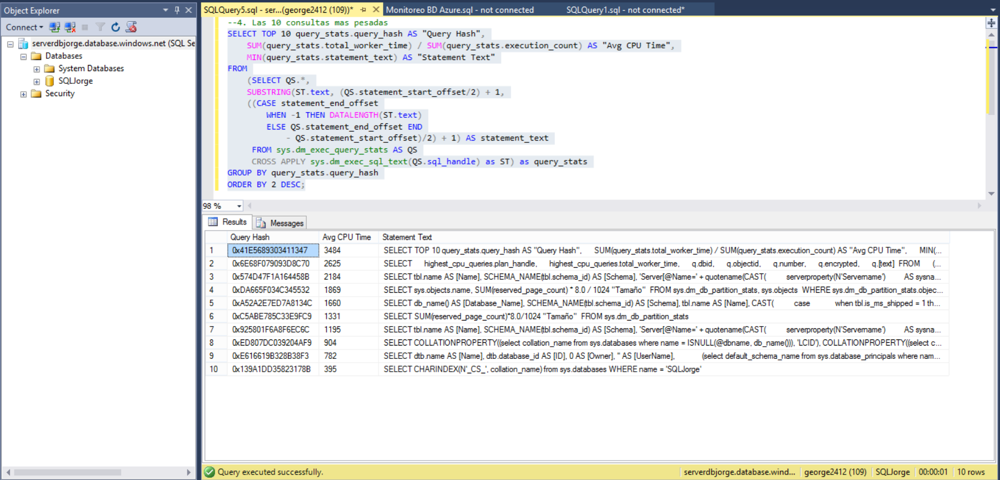 Object Explorer
Connect
serverdbjorge.database.windows.net (SQL Se
Databases
System Databases
SQLJorge
Security
SQLQuery5.sql - ser...(george2412 (109))*
Monitoreo BD Azure.sql - not connected
SQLQuery1.sql - not connected*
--4. Las 10 consultas mas pesadas
SELECT TOP 10 query_stats.query_hash AS "Query Hash",
SUM(query_stats.total_worker_time) / SUM(query_stats.execution_count) AS "Avg CPU Time",
MIN(query_stats.statement_text) AS "Statement Text"
FROM
(SELECT QS.*,
SUBSTRING(ST.text, (QS.statement_start_offset/2) + 1,
((CASE statement_end_offset
WHEN -1 THEN DATALENGTH(ST.text)
ELSE QS.statement_end_offset END
- QS.statement_start_offset)/2) + 1) AS statement_text
FROM sys.dm_exec_query_stats AS QS
CROSS APPLY sys.dm_exec_sql_text(QS.sql_handle) as ST) as query_stats
GROUP BY query_stats.query_hash
ORDER BY 2 DESC;
98 %
Results
Messages
Query Hash Avg CPU Time Statement Text
1 0x41E5689303411347 3484 SELECT TOP 10 query_stats.query_hash AS "Query Hash", SUM(query_stats.total_worker_time) / SUM(query_stats.execution_count) AS "Avg CPU Time", MIN(...
2 0x6E68F079093D8C70 2625 SELECT highest_cpu_queries.plan_handle, highest_cpu_queries.total_worker_time, q.dbid, q.objectid, q.number, q.encrypted, q.[text] FROM (...
3 0x574D47F1A164458B 2184 SELECT tbl.name AS [Name], SCHEMA_NAME(tbl.schema_id) AS [Schema], 'Server[@Name=' + quotename(CAST( serverproperty(N'Servername') AS sysna...
4 0xDA665F034C345532 1869 SELECT sys.objects.name, SUM(reserved_page_count) * 8.0 / 1024 "Tamaño" FROM sys.dm_db_partition_stats, sys.objects WHERE sys.dm_db_partition_stats.objec...
5 0xA52A2E7ED7A8134C 1660 SELECT db_name() AS [Database_Name], SCHEMA_NAME(tbl.schema_id) AS [Schema], tbl.name AS [Name], CAST( case when tbl.is_ms_shipped = 1 th...
6 0xC5ABE785C33E9FC9 1331 SELECT SUM(reserved_page_count)*8.0/1024 "Tamaño" FROM sys.dm_db_partition_stats
7 0x925801F6A8F6EC6C 1195 SELECT tbl.name AS [Name], SCHEMA_NAME(tbl.schema_id) AS [Schema], 'Server[@Name=' + quotename(CAST( serverproperty(N'Servername') AS sysna...
8 0xED807DC039204AF9 904 SELECT COLLATIONPROPERTY((select collation_name from sys.databases where name = ISNULL(@dbname, db_name())), 'LCID'), COLLATIONPROPERTY((select c...
9 0xE616619B328B38F3 782 SELECT dtb.name AS [Name], dtb.database_id AS [ID], 0 AS [Owner], '' AS [UserName], (select default_schema_name from sys.database_principals where nam...
10 0x139A1DD35823178B 395 SELECT CHARINDEX(N'_CS_', collation_name) from sys.databases WHERE name = 'SQLJorge'
Query executed successfully.
serverdbjorge.database.wind...
george2412 (109)
SQLJorge
00:00:01
10 rows